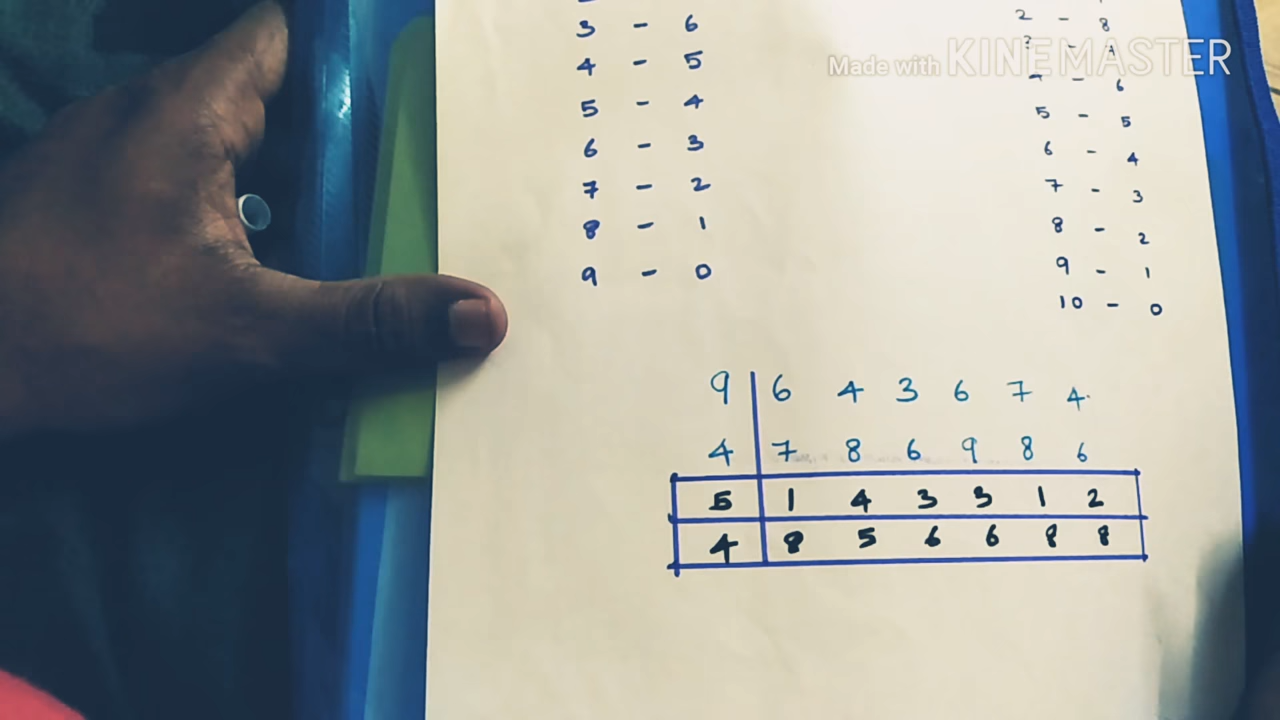 Made with KINEMASTER
3 - 6
4 - 5
5 - 4
6 - 3
7 - 2
8 - 1
9 - 0
2 - 8
6
5 - 5
6 - 4
7 - 3
8 - 2
9 - 1
10 - 0
9 6 4 3 6 7 4
4 7 8 6 9 8 6
5 1 4 3 3 1 2
4 8 5 6 6 8 8